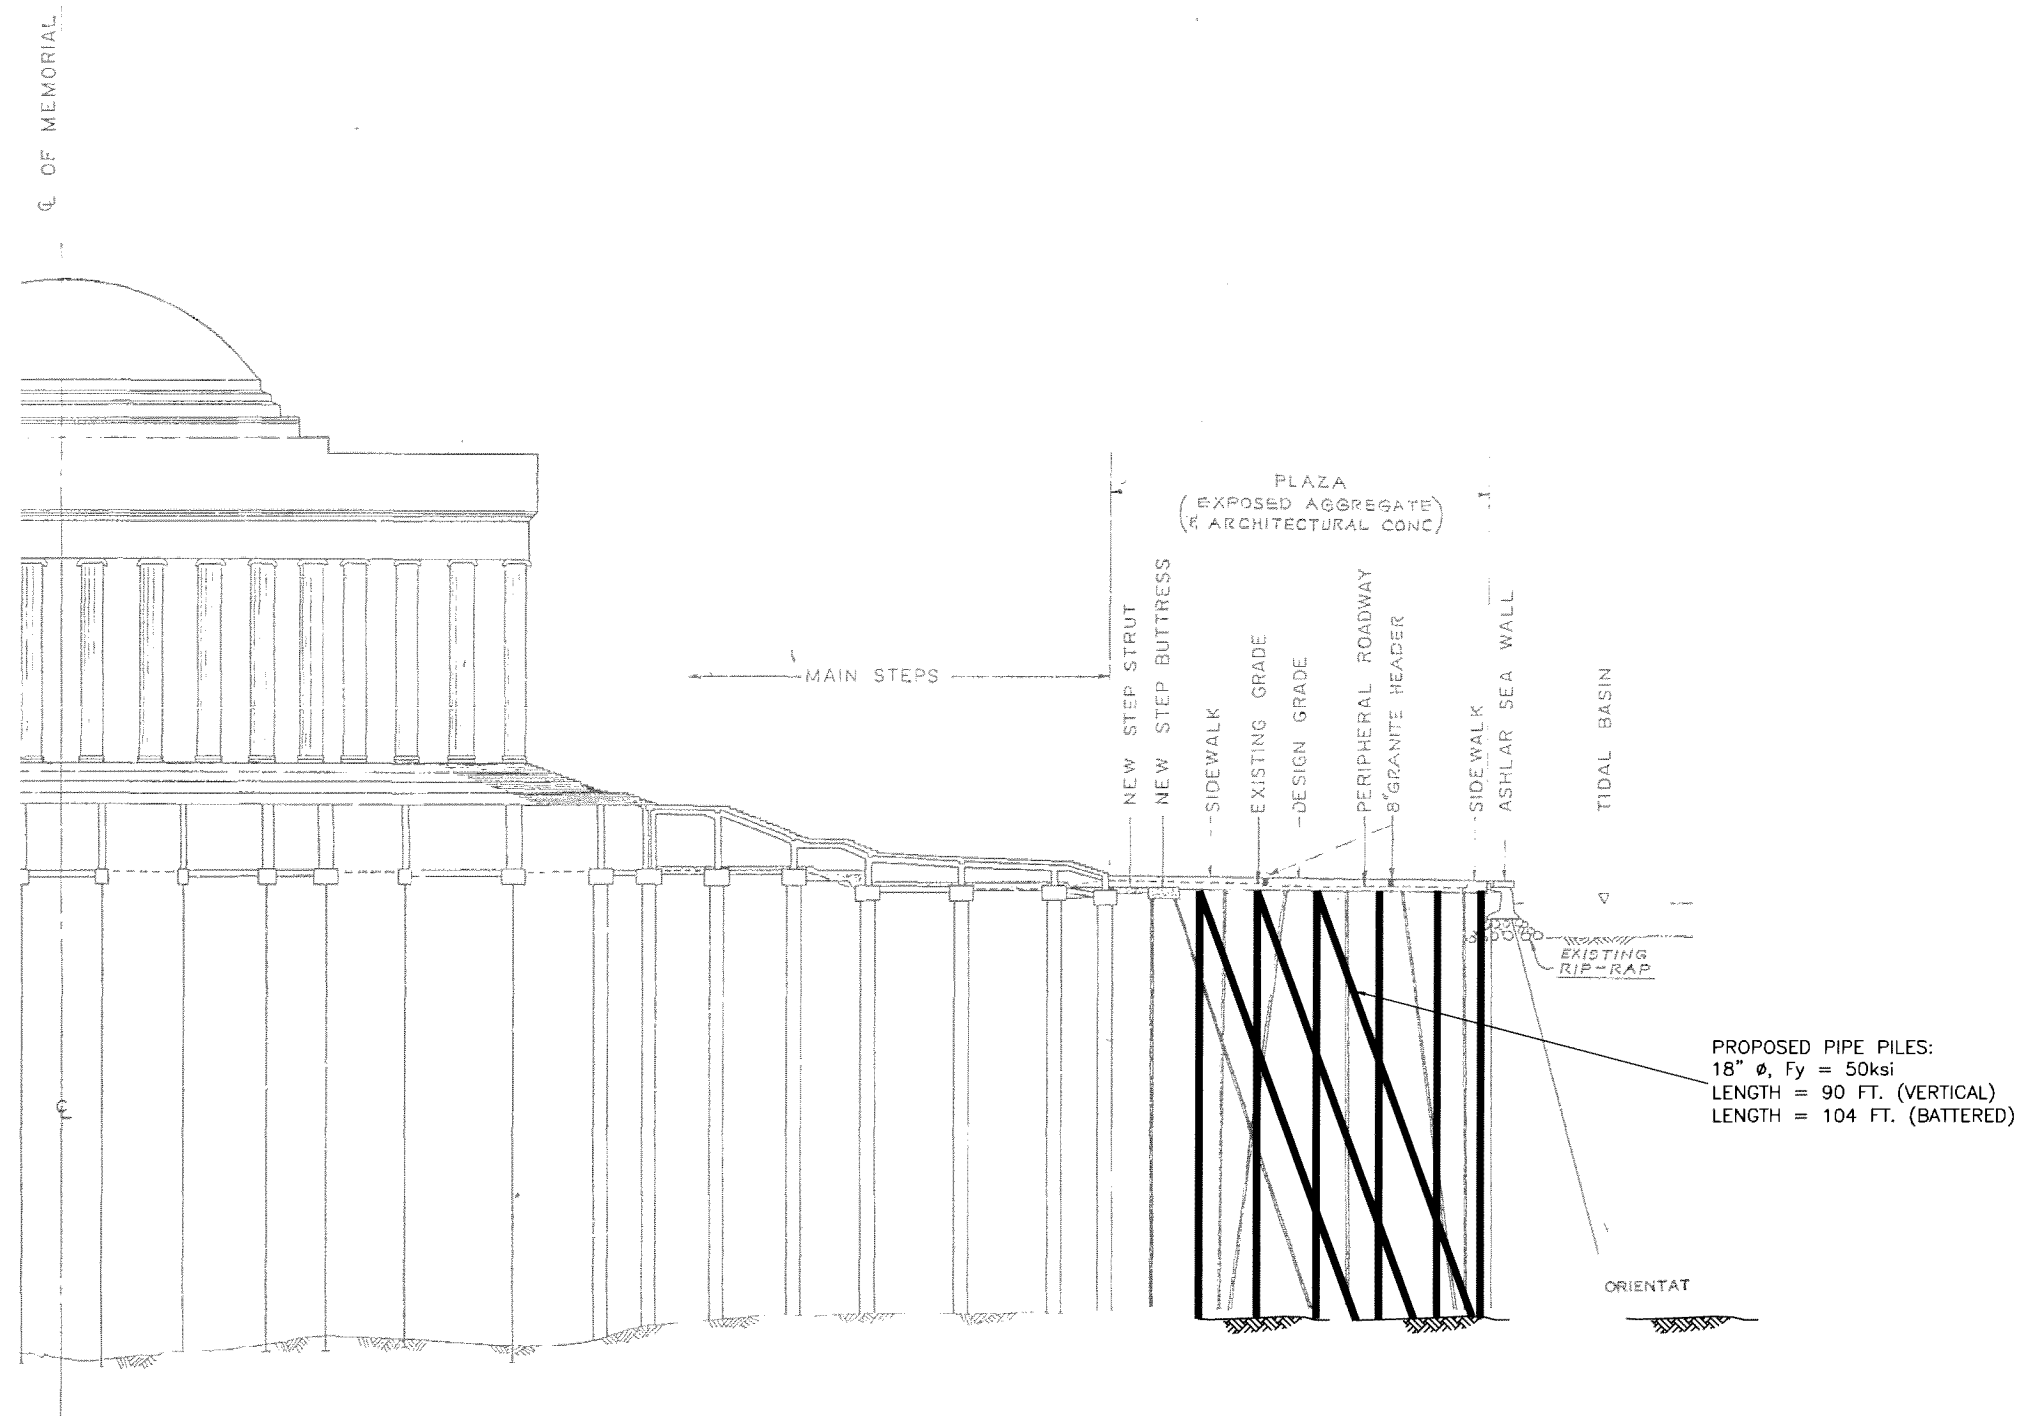 ℄ OF MEMORIAL
PLAZA
( EXPOSED AGGREGATE )
( & ARCHITECTURAL CONC )
MAIN STEPS
NEW STEP STRUT
NEW STEP BUTTRESS
SIDEWALK
EXISTING GRADE
DESIGN GRADE
PERIPHERAL ROADWAY
8" GRANITE HEADER
SIDEWALK
ASHLAR SEA WALL
TIDAL BASIN
EXISTING
RIP-RAP
PROPOSED PIPE PILES:
18" ø, Fy = 50ksi
LENGTH = 90 FT. (VERTICAL)
LENGTH = 104 FT. (BATTERED)
℄
ORIENTAT